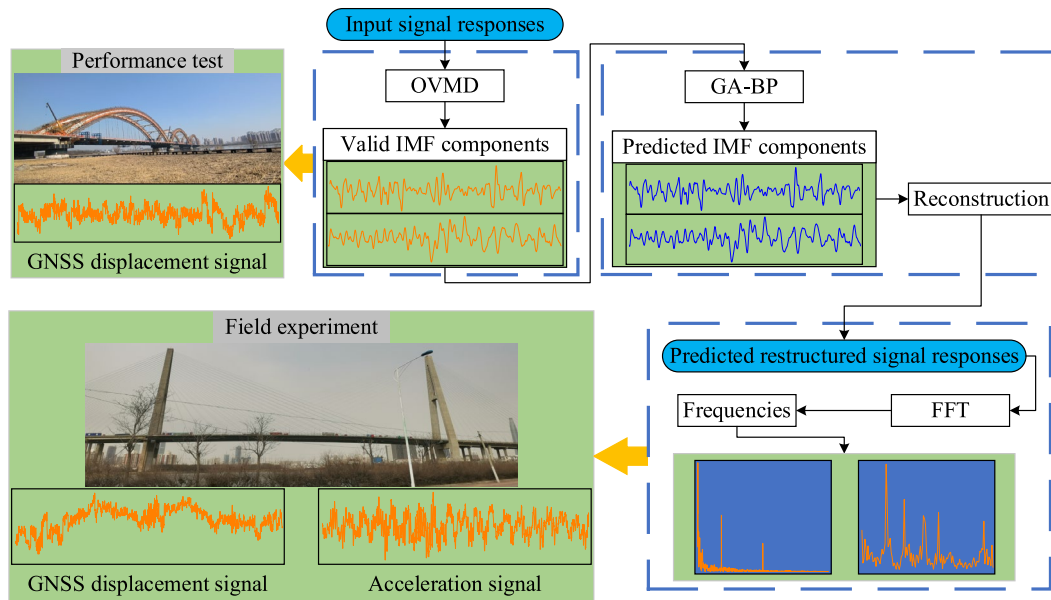 Input signal responses
Performance test
OVMD
GA-BP
Valid IMF components
Predicted IMF components
Reconstruction
GNSS displacement signal
Field experiment
Predicted restructured signal responses
Frequencies
FFT
GNSS displacement signal
Acceleration signal